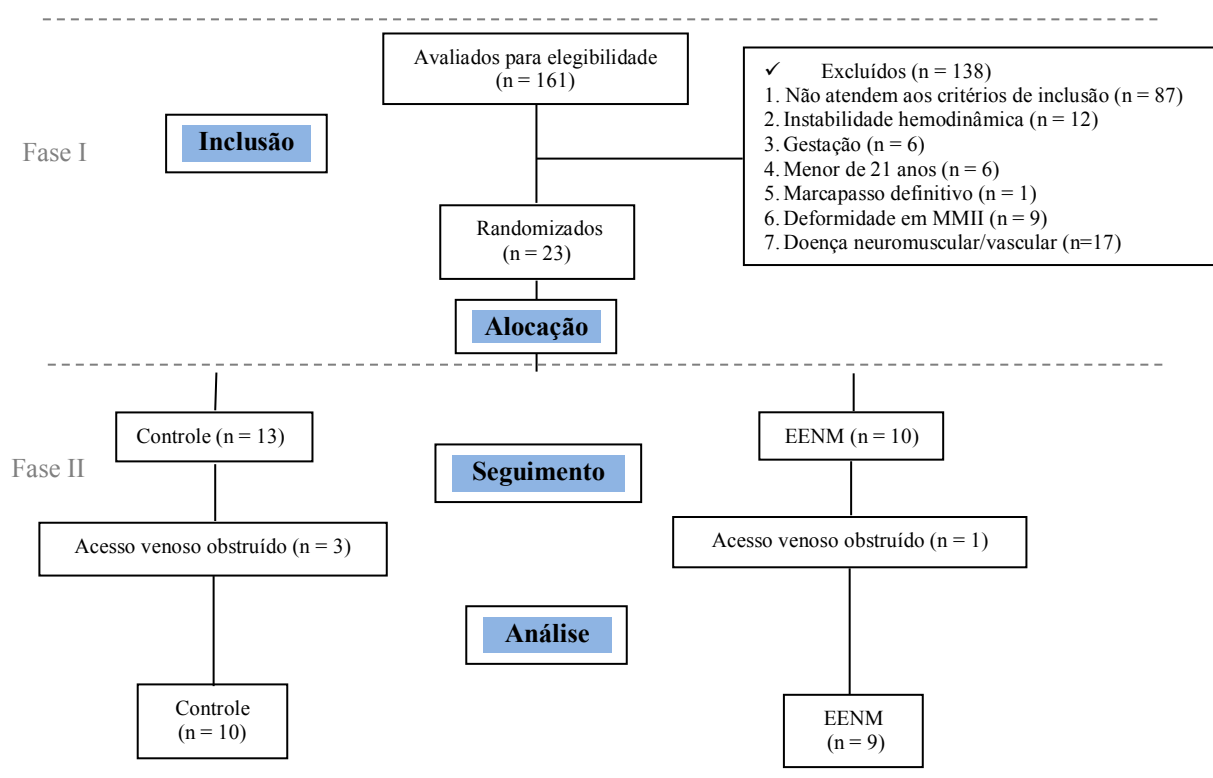 Avaliados para elegibilidade
(n = 161)
✓ Excluídos (n = 138)
1. Não atendem aos critérios de inclusão (n = 87)
2. Instabilidade hemodinâmica (n = 12)
3. Gestação (n = 6)
4. Menor de 21 anos (n = 6)
5. Marcapasso definitivo (n = 1)
6. Deformidade em MMII (n = 9)
7. Doença neuromuscular/vascular (n=17)
Fase I
Inclusão
Randomizados
(n = 23)
Alocação
Controle (n = 13)
EENM (n = 10)
Fase II
Seguimento
Acesso venoso obstruído (n = 3)
Acesso venoso obstruído (n = 1)
Análise
Controle
(n = 10)
EENM
(n = 9)